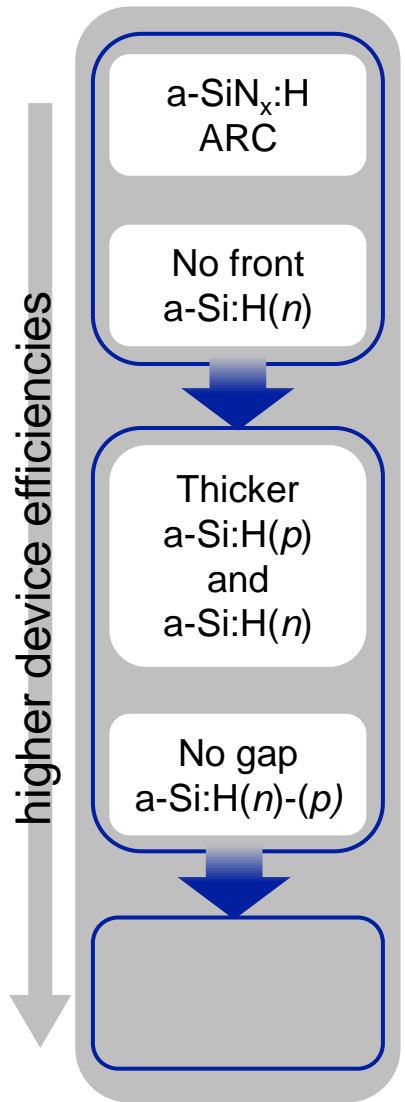 higher device efficiencies
a-SiNₓ:H
ARC
No front
a-Si:H(n)
Thicker
a-Si:H(p)
and
a-Si:H(n)
No gap
a-Si:H(n)-(p)